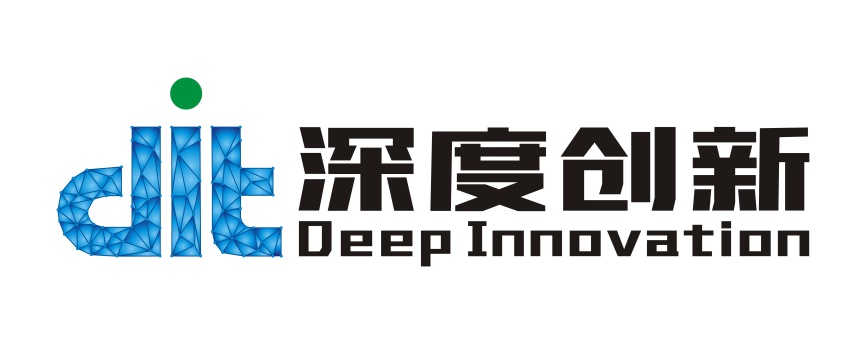 dit
深度创新
Deep Innovation